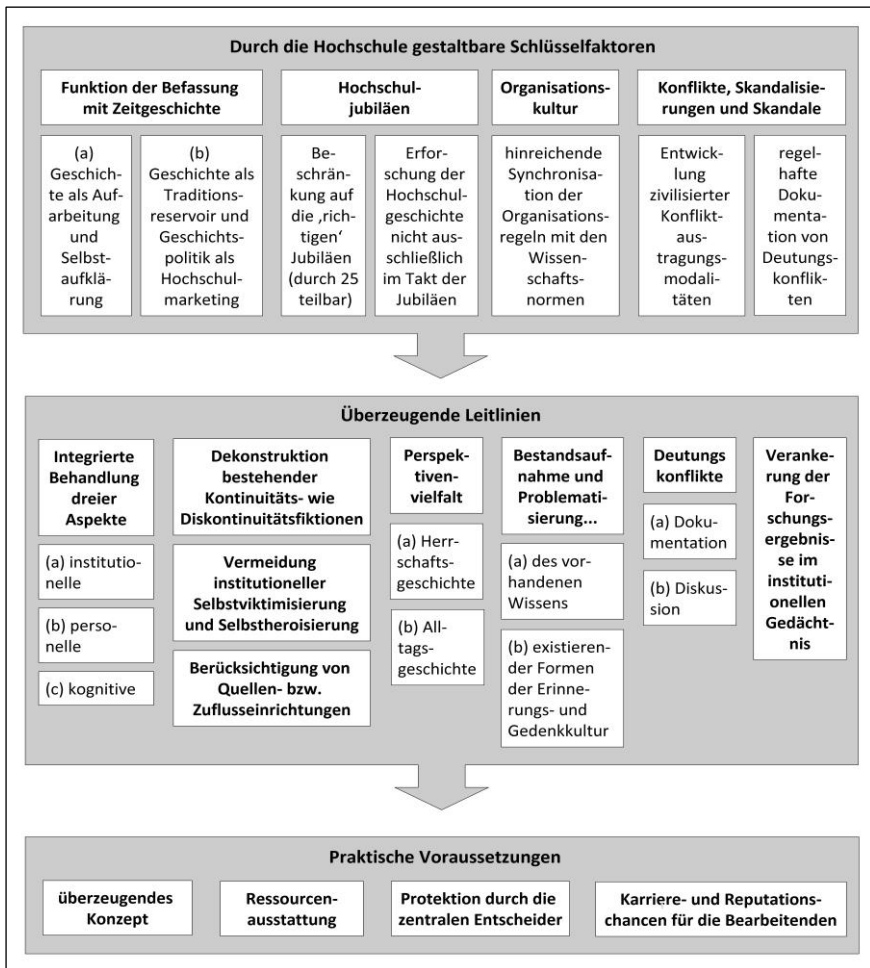 Durch die Hochschule gestaltbare Schlüsselfaktoren
Funktion der Befassung
mit Zeitgeschichte
(a)
Geschich-
te als Auf-
arbeitung
und
Selbst-
aufklä-
rung
(b)
Geschichte als
Traditions-
reservoir und
Geschichts-
politik als
Hochschul-
marketing
Hochschul-
jubiläen
Be-
schrän-
kung auf
die ‚rich-
tigen‘
Jubiläen
(durch 25
teilbar)
Erfor-
schung der
Hochschul-
geschichte
nicht aus-
schließlich
im Takt der
Jubiläen
Organisations-
kultur
hinreichende
Synchronisa-
tion der
Organisations-
regeln mit den
Wissen-
schafts-
normen
Konflikte, Skandalisie-
rungen und Skandale
Entwick-
lung
zivilisierter
Konflikt-
aus-
tragungs-
modali-
täten
regel-
hafte
Doku-
menta-
tion von
Deutungs-
konflik-
ten
Überzeugende Leitlinien
Integrierte
Behandlung
dreier
Aspekte
(a) institutio-
nelle
(b) perso-
nelle
(c) kognitive
Dekonstruktion
bestehender
Kontinuitäts- wie
Diskontinuitätsfiktionen
Vermeidung
institutioneller
Selbstviktimisierung
und Selbstheroisierung
Berücksichtigung von
Quellen- bzw.
Zuflusseinrichtungen
Perspek-
tiven-
vielfalt
(a) Herr-
schafts-
geschichte
(b) All-
tags-
geschichte
Bestandsauf-
nahme und
Problemati-
sierung...
(a) des vor-
handenen
Wissens
(b) existieren-
der Formen
der Erinne-
rungs- und
Gedenkkultur
Deutungs
konflikte
(a) Doku-
mentation
(b) Diskus-
sion
Veranke-
rung der
For-
schungs-
ergebnis-
se im
instituti-
onellen
Gedächt-
nis
Praktische Voraussetzungen
überzeugendes
Konzept
Ressourcen-
ausstattung
Protektion durch die
zentralen Entscheider
Karriere- und Reputations-
chancen für die Bearbeitenden